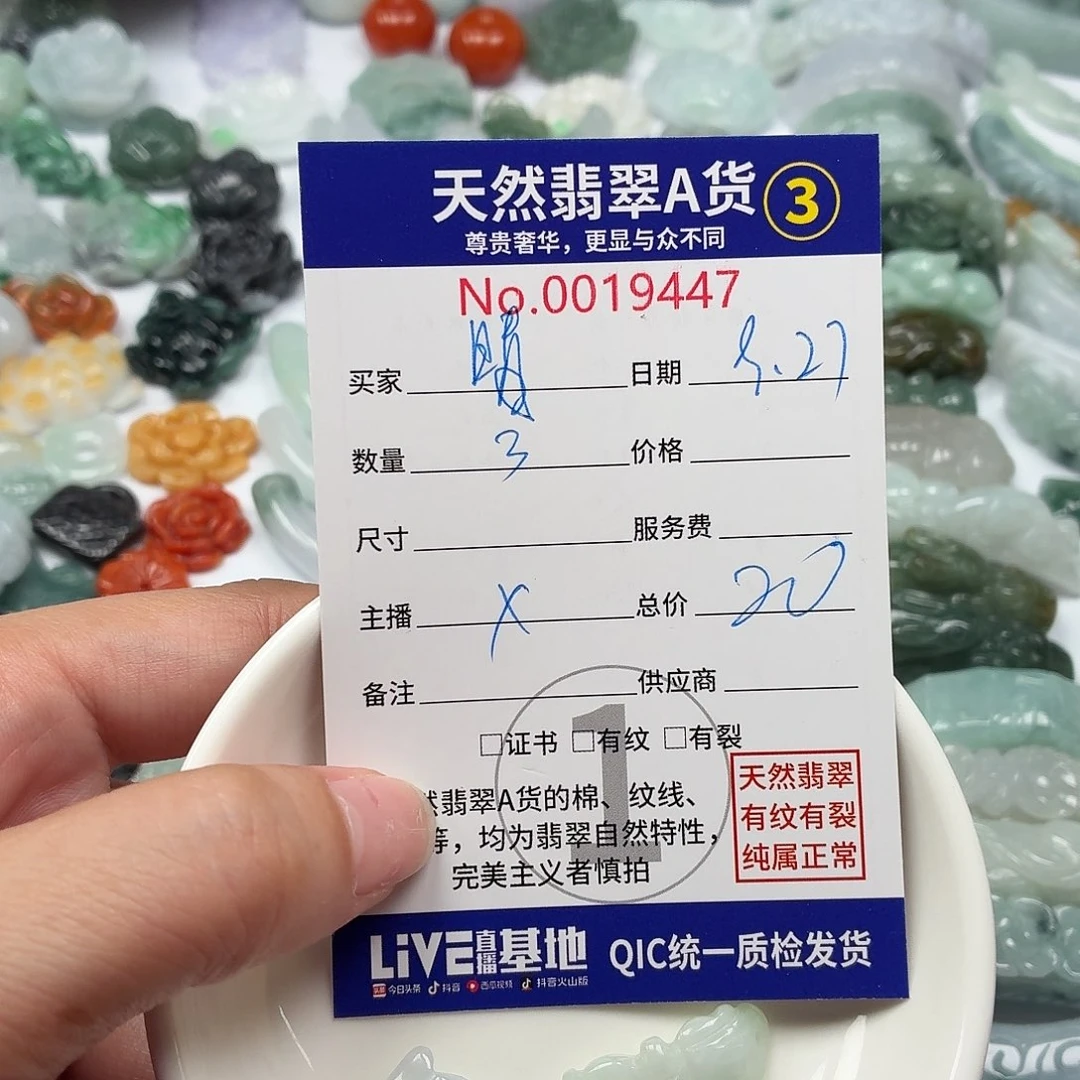 天然翡翠A货 3
尊贵奢华，更显与众不同
No.0019447
买家 日期 5.27
数量 3 价格
尺寸 服务费
主播 X 总价 20
备注 供应商
1
□证书 □有纹 □有裂
然翡翠A货的棉、纹线、
等，均为翡翠自然特性，
完美主义者慎拍
天然翡翠
有纹有裂
纯属正常
LiVE直播基地 QIC统一质检发货
头条 今日头条 抖音 西瓜视频 抖音火山版